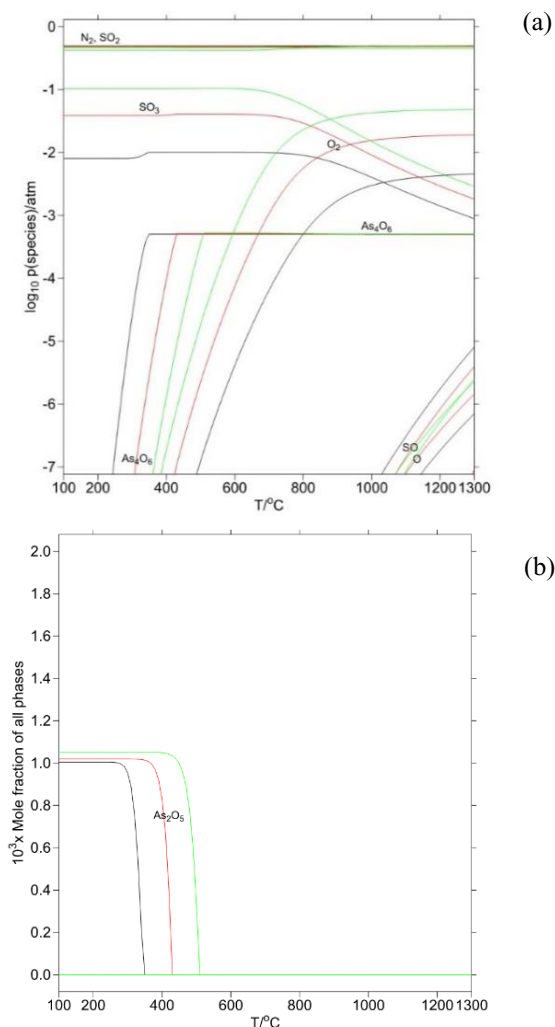 (a)
0
-1
-2
-3
-4
-5
-6
-7
log₁₀ p(species)/atm
N₂, SO₂
SO₃
O₂
As₄O₆
As₄O₆
SO
O
100 200 400 600 800 1000 1200 1300
T/°C
(b)
2.0
1.8
1.6
1.4
1.2
1.0
0.8
0.6
0.4
0.2
0.0
10³x Mole fraction of all phases
As₂O₅
100 200 400 600 800 1000 1200 1300
T/°C